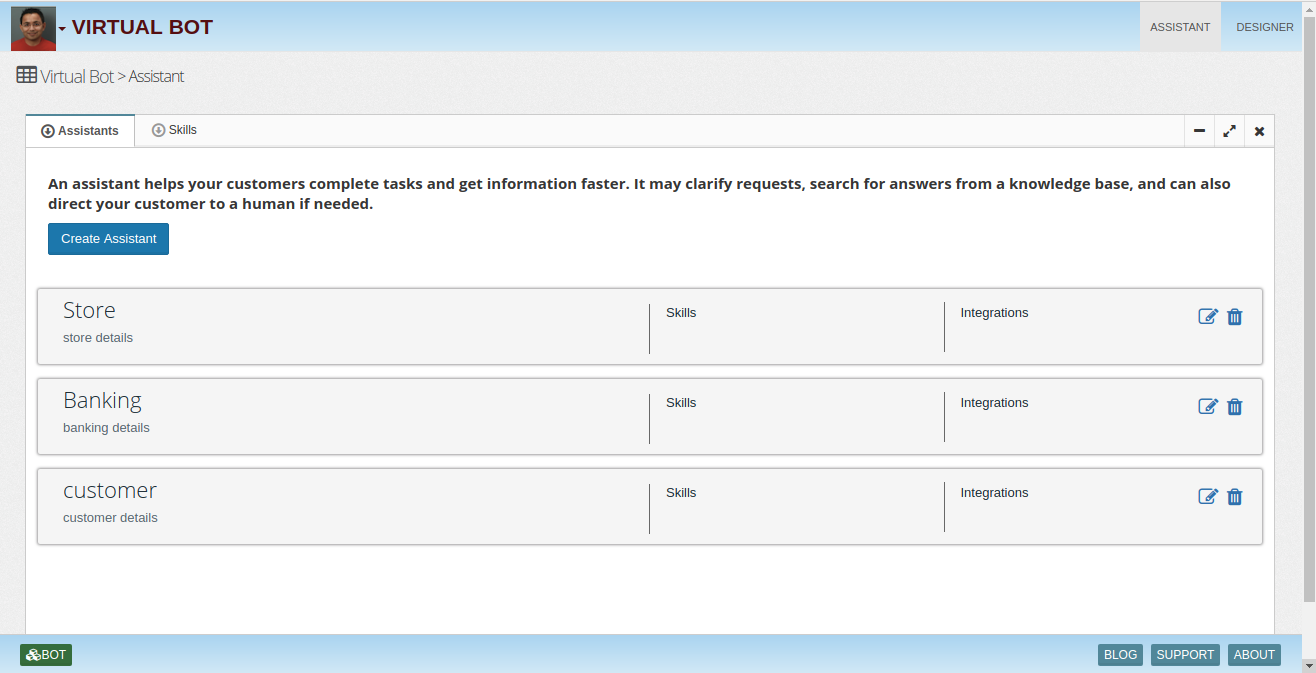 VIRTUAL BOT
ASSISTANT
DESIGNER
Virtual Bot > Assistant
Assistants
Skills
An assistant helps your customers complete tasks and get information faster. It may clarify requests, search for answers from a knowledge base, and can also
direct your customer to a human if needed.
Create Assistant
Store
store details
Skills
Integrations
Banking
banking details
Skills
Integrations
customer
customer details
Skills
Integrations
BOT
BLOG
SUPPORT
ABOUT